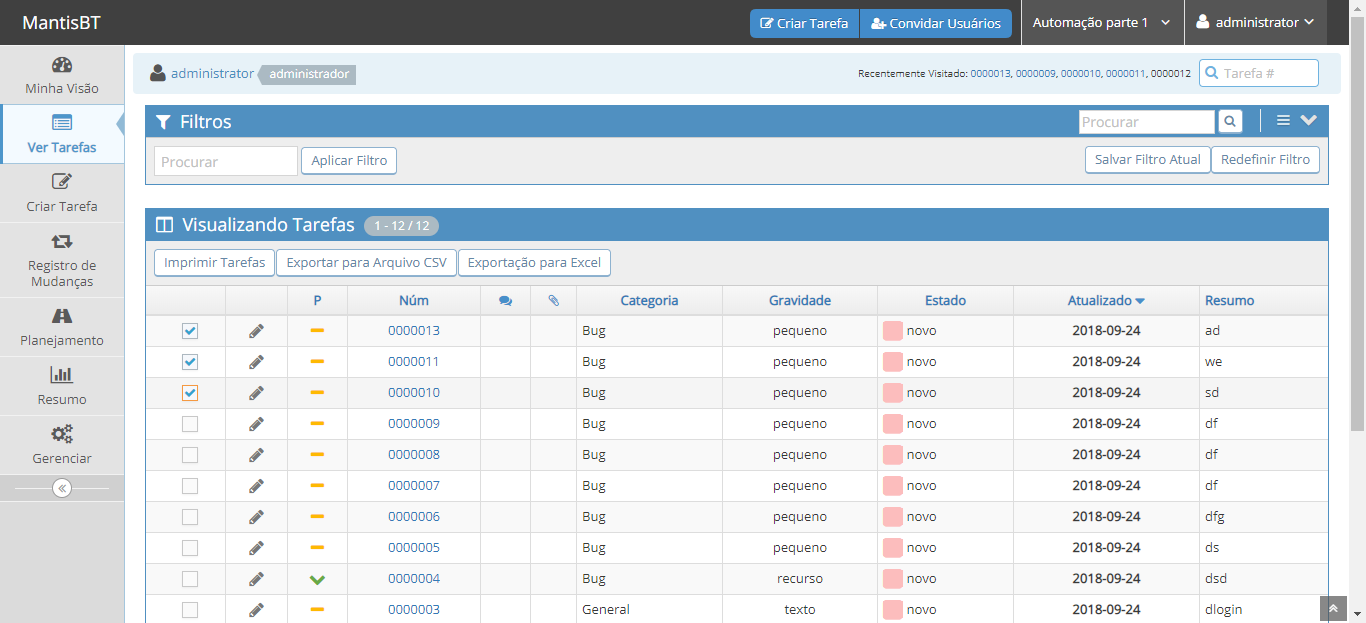 MantisBT
Criar Tarefa
Convidar Usuários
Automação parte 1
administrator
Minha Visão
Ver Tarefas
Criar Tarefa
Registro de
Mudanças
Planejamento
Resumo
Gerenciar
administrator administrador
Recentemente Visitado: 0000013, 0000009, 0000010, 0000011, 0000012
Tarefa #
Filtros
Procurar
Procurar
Aplicar Filtro
Salvar Filtro Atual
Redefinir Filtro
Visualizando Tarefas 1 - 12 / 12
Imprimir Tarefas
Exportar para Arquivo CSV
Exportação para Excel
P Núm Categoria Gravidade Estado Atualizado Resumo
0000013 Bug pequeno novo 2018-09-24 ad
0000011 Bug pequeno novo 2018-09-24 we
0000010 Bug pequeno novo 2018-09-24 sd
0000009 Bug pequeno novo 2018-09-24 df
0000008 Bug pequeno novo 2018-09-24 df
0000007 Bug pequeno novo 2018-09-24 df
0000006 Bug pequeno novo 2018-09-24 dfg
0000005 Bug pequeno novo 2018-09-24 ds
0000004 Bug recurso novo 2018-09-24 dsd
0000003 General texto novo 2018-09-24 dlogin